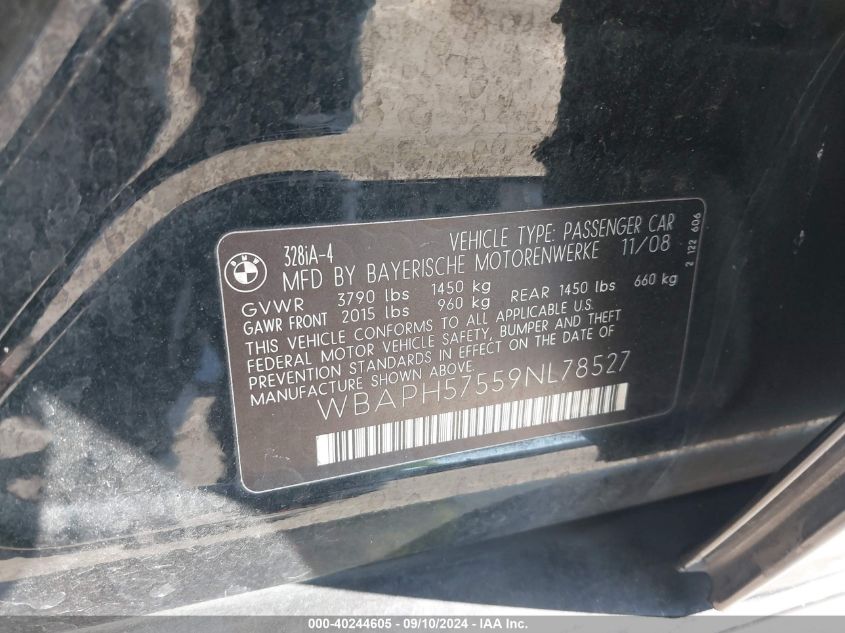 BMW
328iA-4 VEHICLE TYPE: PASSENGER CAR
MFD BY BAYERISCHE MOTORENWERKE 11/08
GVWR 3790 lbs 1450 kg
GAWR FRONT 2015 lbs 960 kg REAR 1450 lbs 660 kg
THIS VEHICLE CONFORMS TO ALL APPLICABLE U.S.
FEDERAL MOTOR VEHICLE SAFETY, BUMPER AND THEFT
PREVENTION STANDARDS IN EFFECT ON THE DATE OF
MANUFACTURE SHOWN ABOVE.
WBAPH57559NL78527
2 122 606
000-40244605 - 09/10/2024 - IAA Inc.